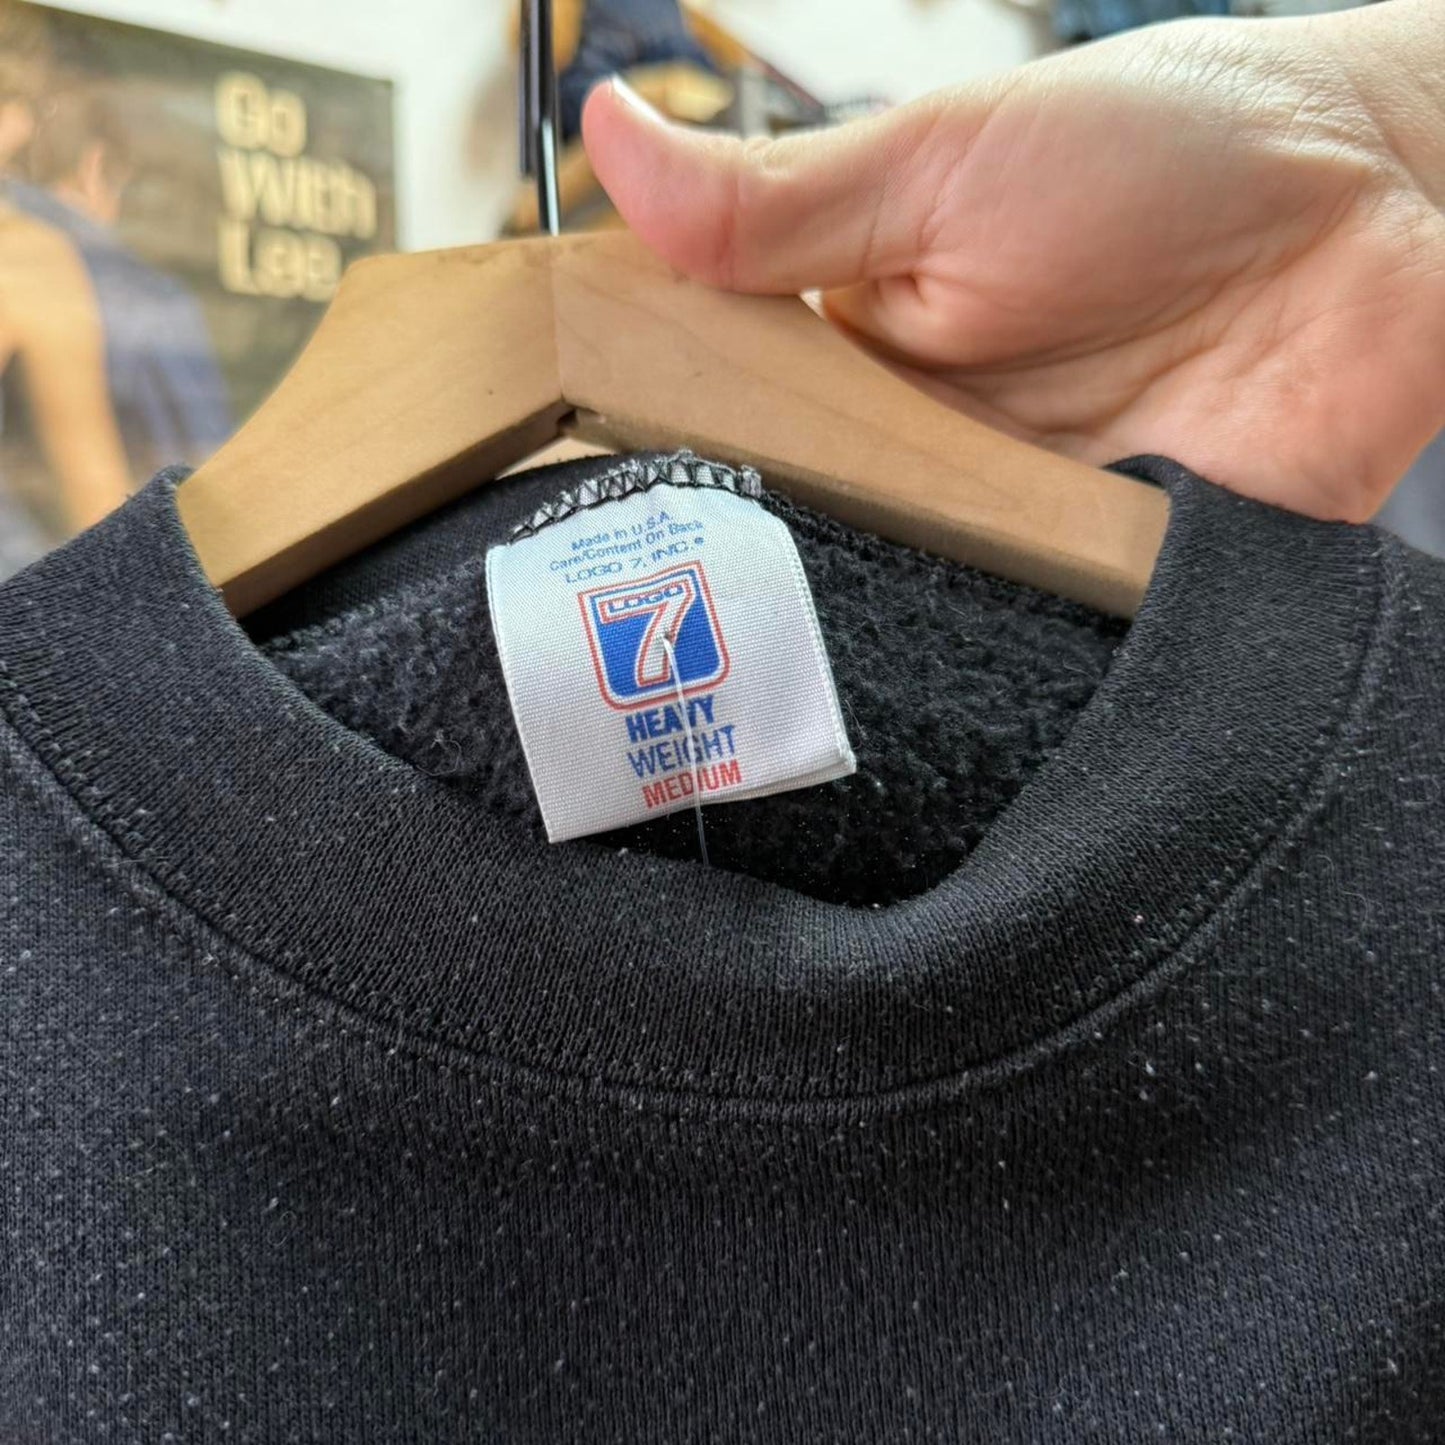 Go
With
Lee
Made in U.S.A.
Care/Content On Back
LOGO 7, INC.®
LOGO
7
HEAVY
WEIGHT
MEDIUM